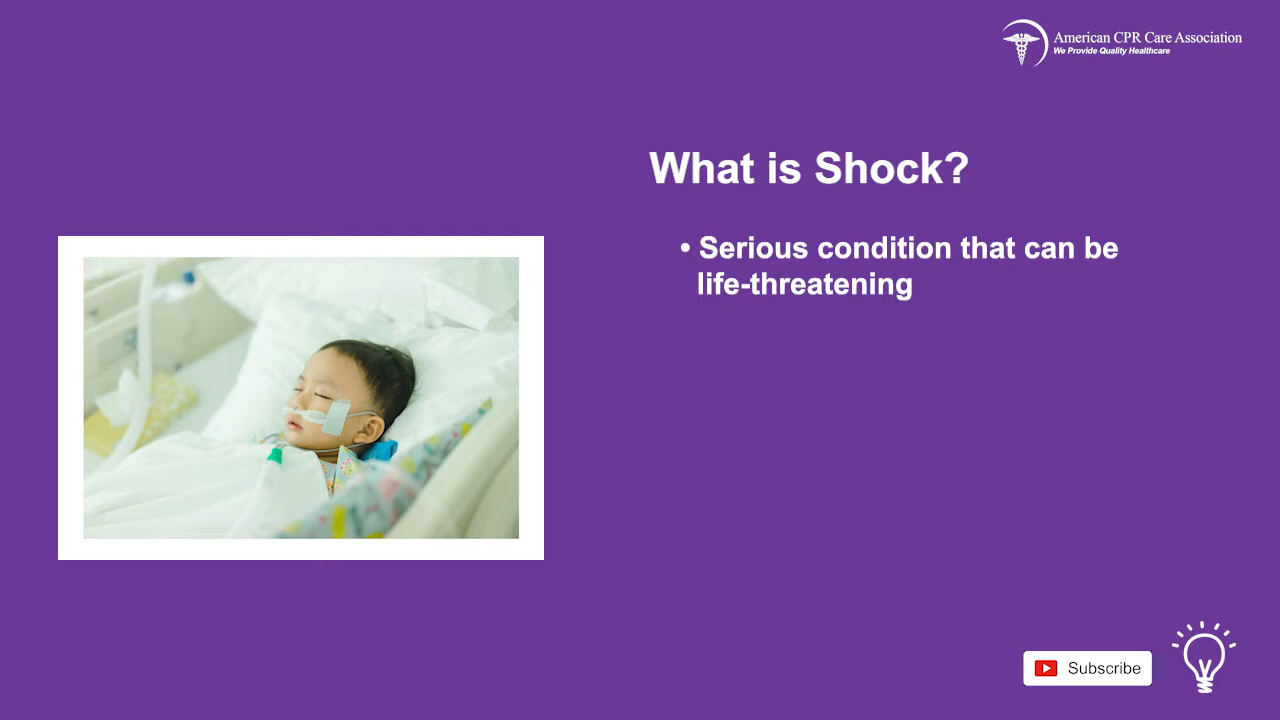 American CPR Care Association
We Provide Quality Healthcare
What is Shock?
• Serious condition that can be
life-threatening
Subscribe